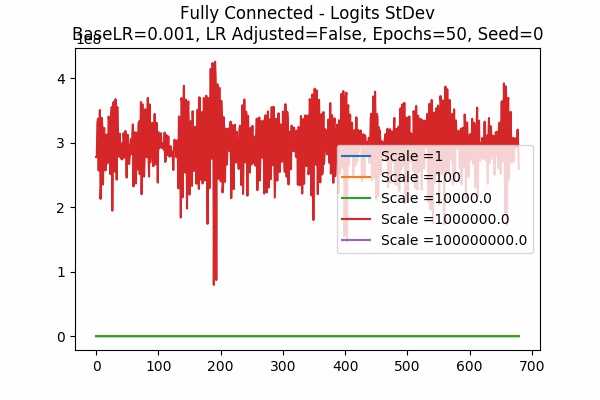 Fully Connected - Logits StDev
BaseLR=0.001, LR Adjusted=False, Epochs=50, Seed=0
1e8
4
3
2
1
0
Scale =1
Scale =100
Scale =10000.0
Scale =1000000.0
Scale =100000000.0
0 100 200 300 400 500 600 700